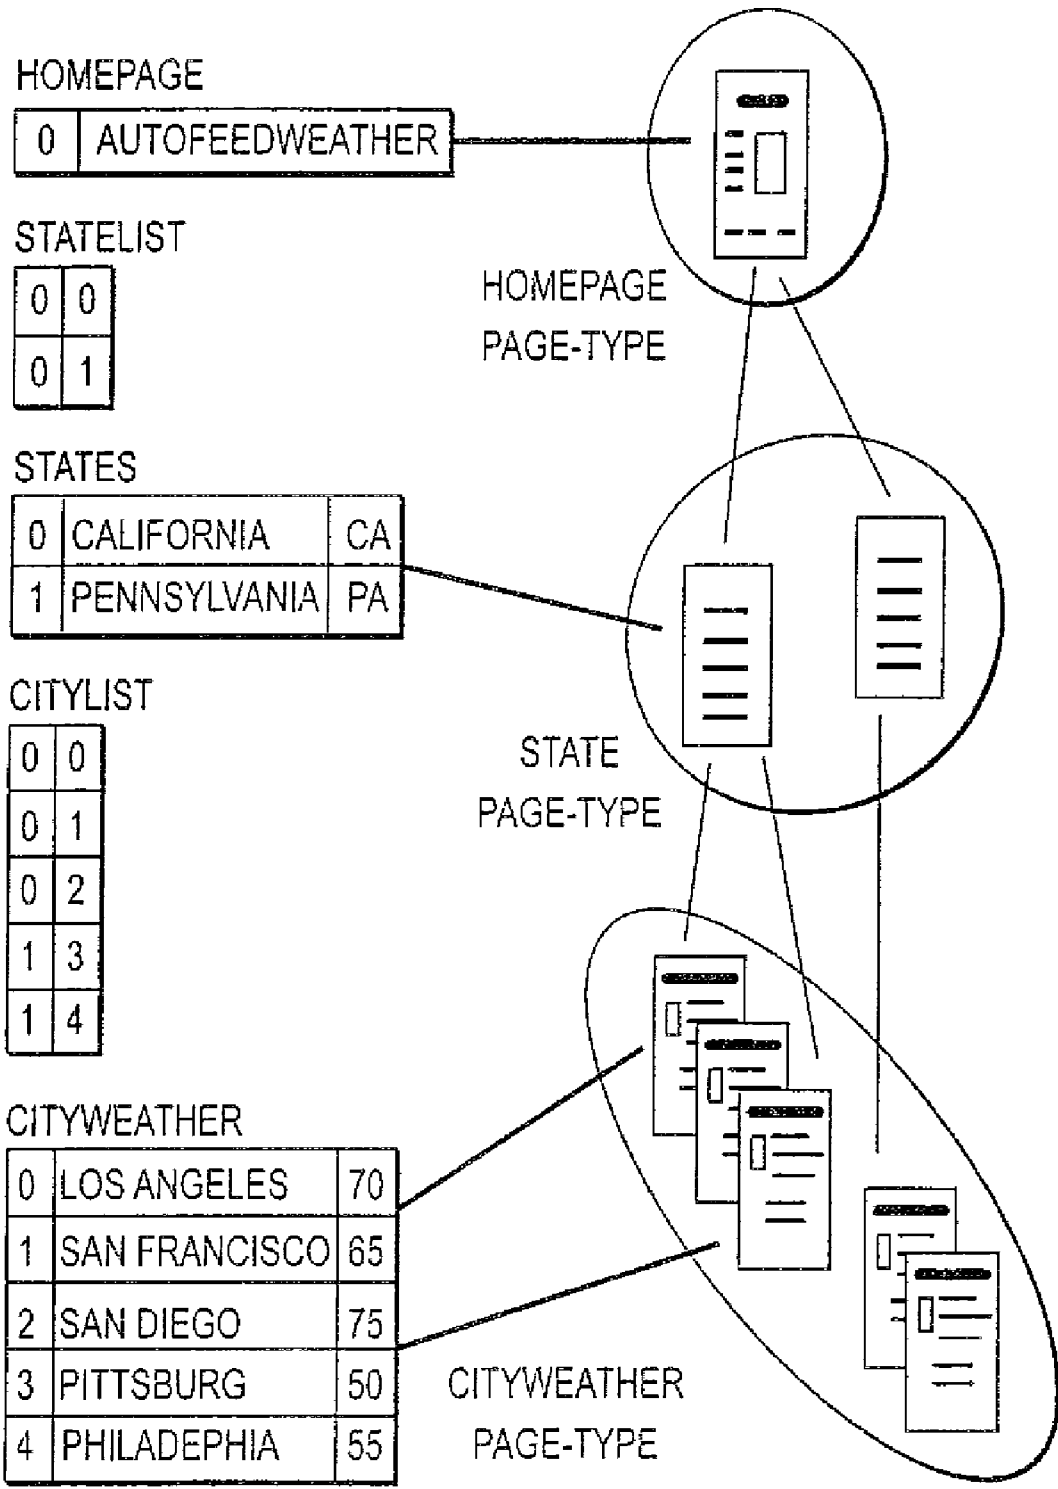 HOMEPAGE
0 AUTOFEEDWEATHER
STATELIST
0 0
0 1
HOMEPAGE
PAGE-TYPE
STATES
0 CALIFORNIA CA
1 PENNSYLVANIA PA
CITYLIST
0 0
0 1
0 2
1 3
1 4
STATE
PAGE-TYPE
CITYWEATHER
0 LOS ANGELES 70
1 SAN FRANCISCO 65
2 SAN DIEGO 75
3 PITTSBURG 50
4 PHILADEPHIA 55
CITYWEATHER
PAGE-TYPE